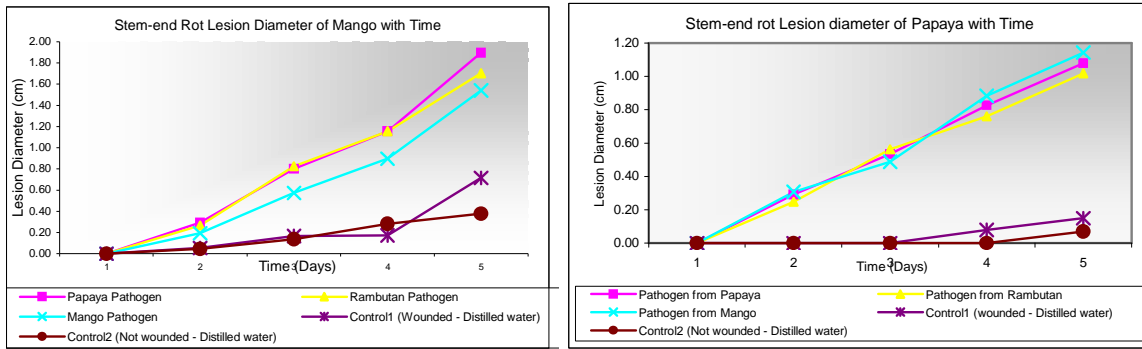 Stem-end Rot Lesion Diameter of Mango with Time
2.00
1.80
1.60
1.40
1.20
1.00
0.80
0.60
0.40
0.20
0.00
Lesion Diameter (cm)
1 2 3 4 5
Time (Days)
Papaya Pathogen Rambutan Pathogen
Mango Pathogen Control1 (Wounded - Distilled water)
Control2 (Not wounded - Distilled water)
Stem-end rot Lesion diameter of Papaya with Time
1.20
1.00
0.80
0.60
0.40
0.20
0.00
Lesion Diameter (cm)
1 2 3 4 5
Time (Days)
Pathogen from Papaya Pathogen from Rambutan
Pathogen from Mango Control1 (wounded - Distilled water)
Control2 (Not wounded - Distilled water)